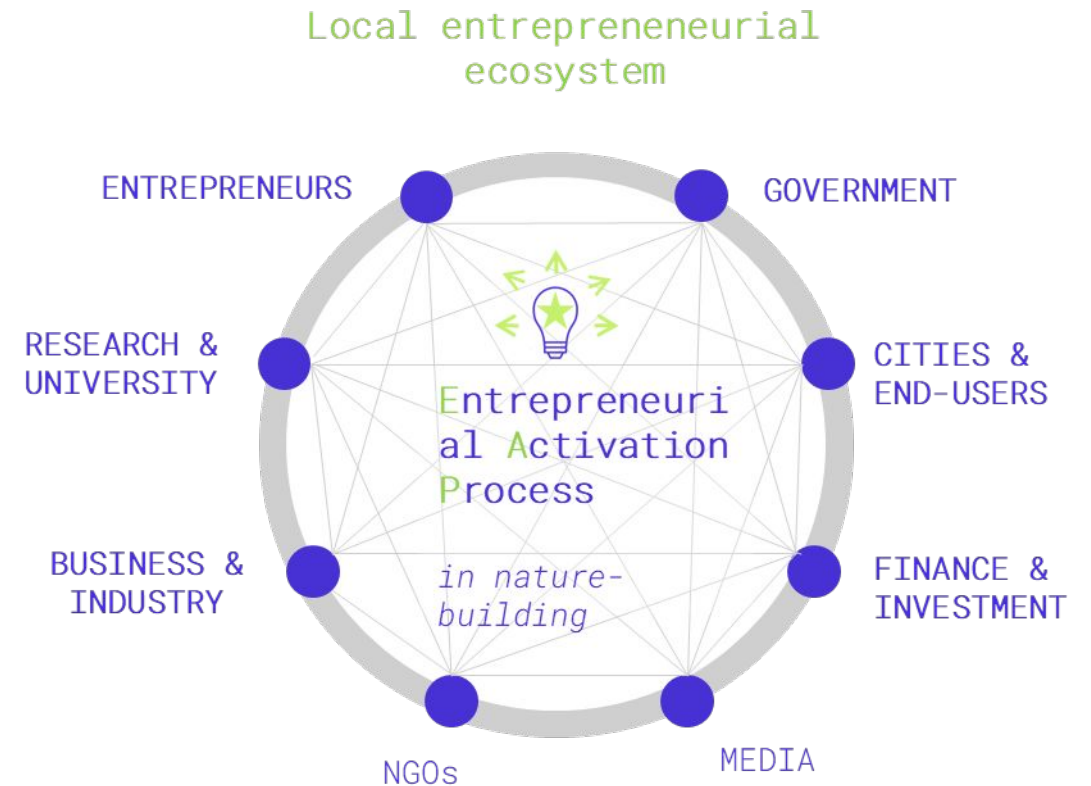 Local entrepreneneurial
ecosystem
ENTREPRENEURS
GOVERNMENT
RESEARCH &
UNIVERSITY
CITIES &
END-USERS
Entrepreneuri
al Activation
Process
BUSINESS &
INDUSTRY
in nature-
building
FINANCE &
INVESTMENT
NGOs
MEDIA